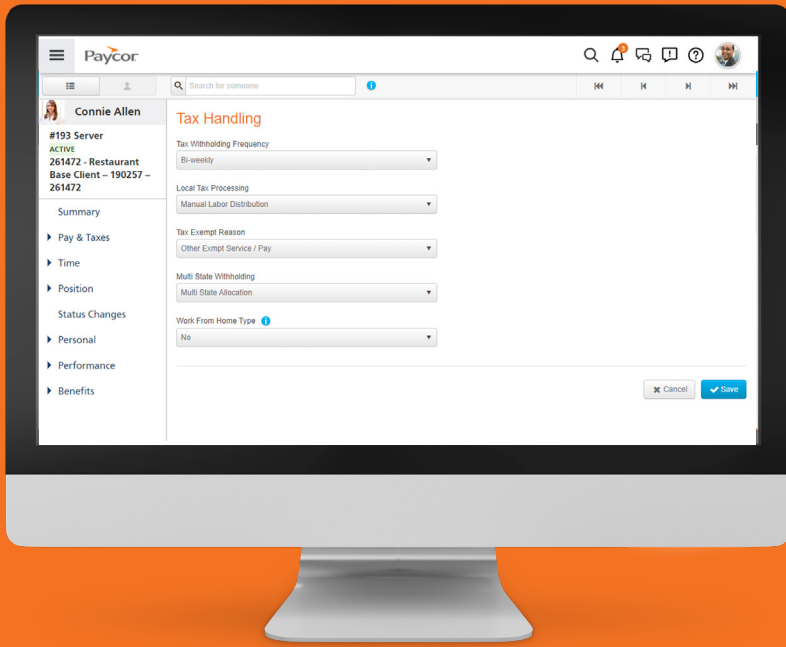 Paycor
3
Search for someone
Connie Allen
#193 Server
ACTIVE
261472 - Restaurant
Base Client – 190257 –
261472
Summary
Pay & Taxes
Time
Position
Status Changes
Personal
Performance
Benefits
Tax Handling
Tax Withholding Frequency
Bi-weekly
Local Tax Processing
Manual Labor Distribution
Tax Exempt Reason
Other Exmpt Service / Pay
Multi State Withholding
Multi State Allocation
Work From Home Type
No
Cancel
Save